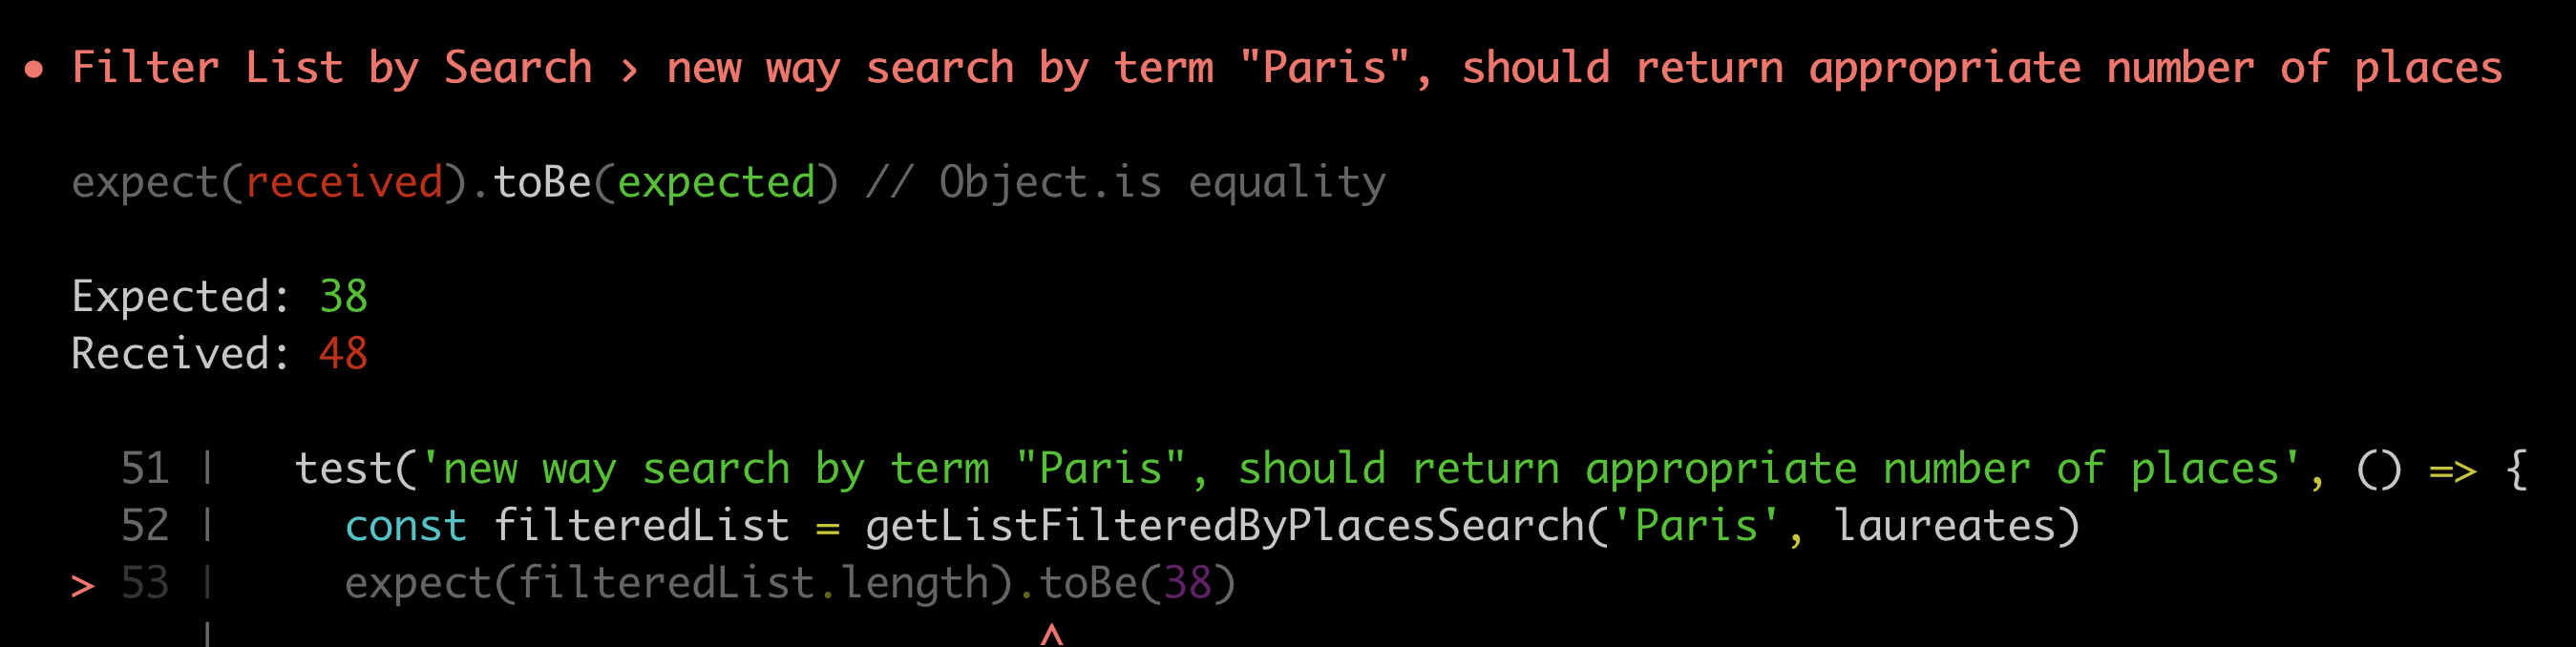 ● Filter List by Search › new way search by term "Paris", should return appropriate number of places
expect(received).toBe(expected) // Object.is equality
Expected: 38
Received: 48
51 | test('new way search by term "Paris", should return appropriate number of places', () => {
52 | const filteredList = getListFilteredByPlacesSearch('Paris', laureates)
> 53 | expect(filteredList.length).toBe(38)
| ^